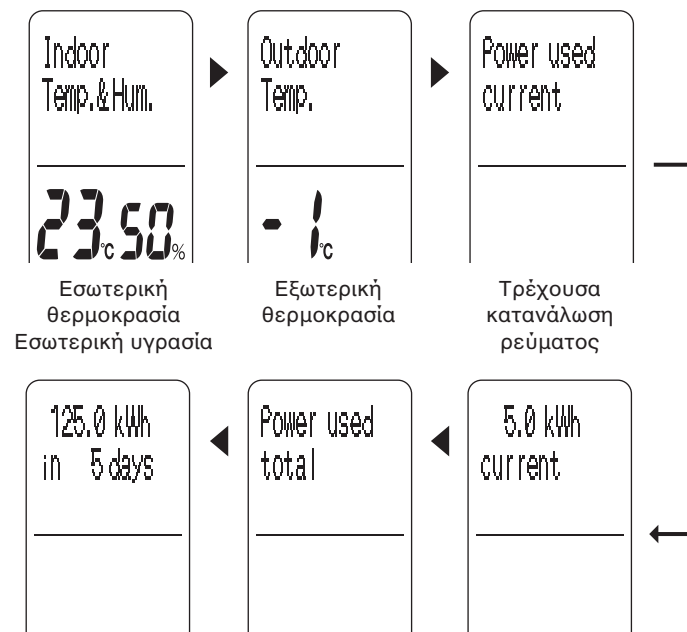 Indoor
Temp.&Hum.
23°C 50%
Outdoor
Temp.
-1°C
Power used
current
Εσωτερική
θερμοκρασία
Εσωτερική υγρασία
Εξωτερική
θερμοκρασία
Τρέχουσα
κατανάλωση
ρεύματος
125.0 kWh
in 5 days
Power used
total
5.0 kWh
current